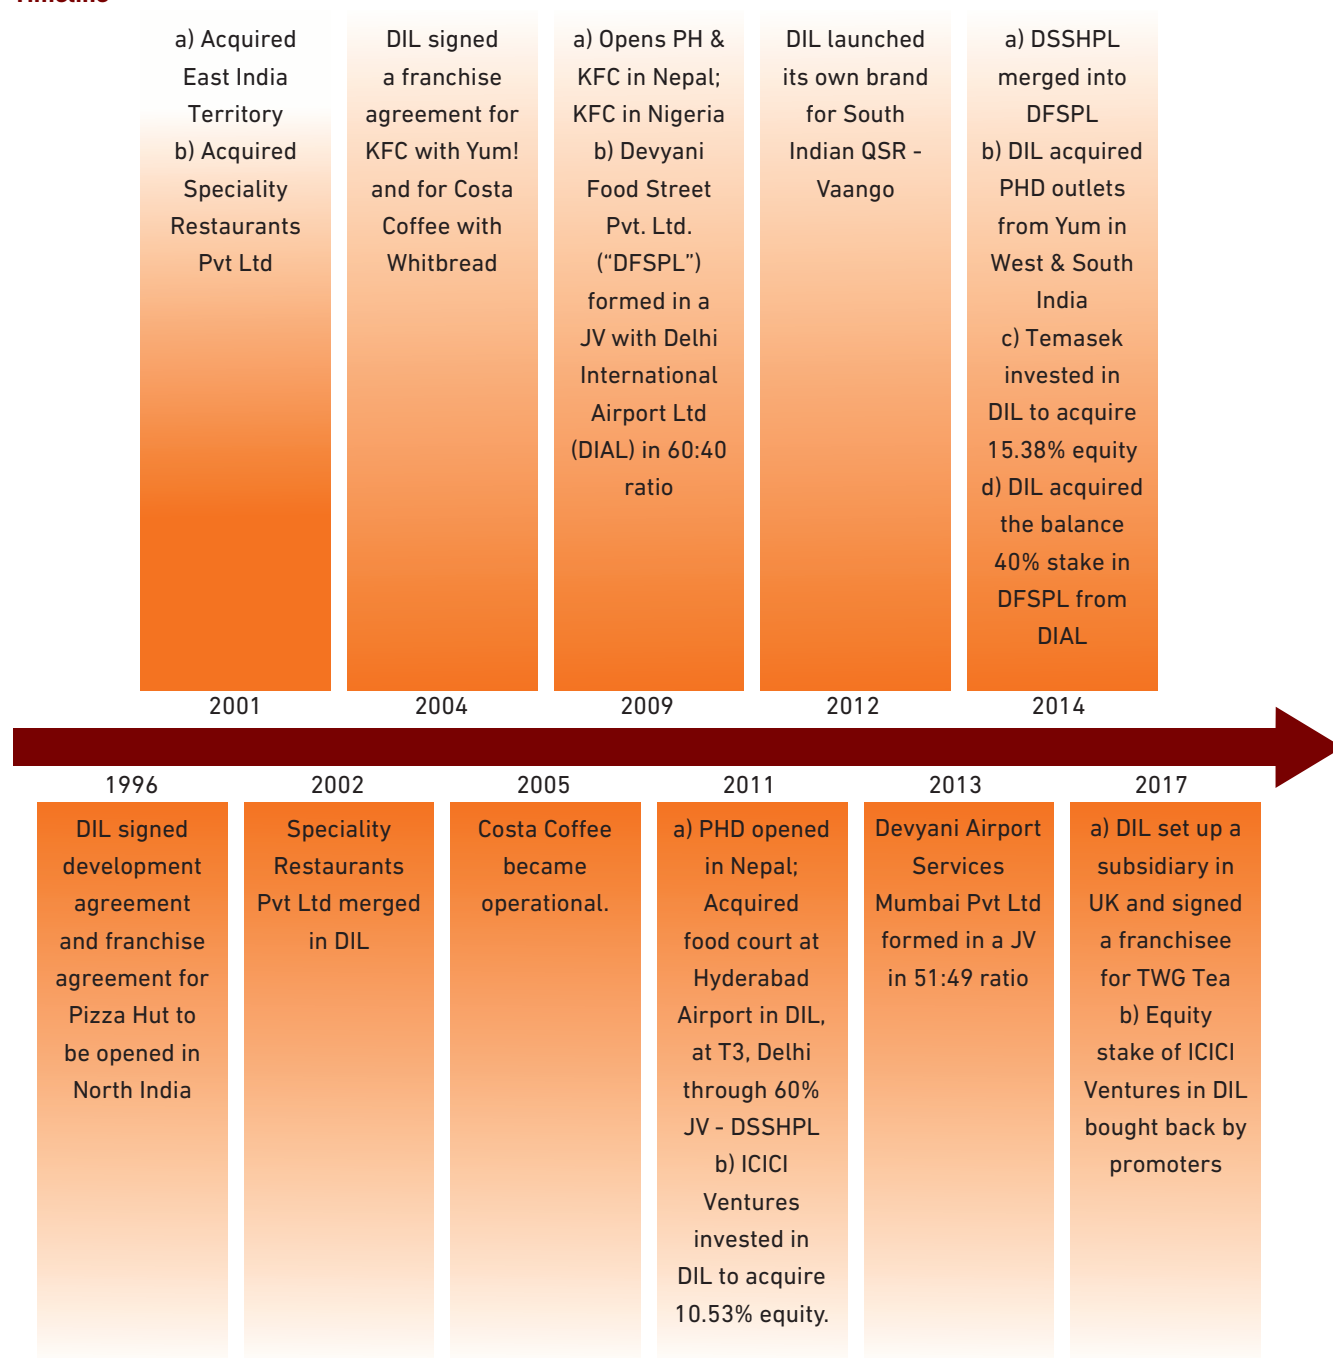 Timeline
a) Acquired
East India
Territory
b) Acquired
Speciality
Restaurants
Pvt Ltd
DIL signed
a franchise
agreement for
KFC with Yum!
and for Costa
Coffee with
Whitbread
a) Opens PH &
KFC in Nepal;
KFC in Nigeria
b) Devyani
Food Street
Pvt. Ltd.
(“DFSPL”)
formed in a
JV with Delhi
International
Airport Ltd
(DIAL) in 60:40
ratio
DIL launched
its own brand
for South
Indian QSR -
Vaango
a) DSSHPL
merged into
DFSPL
b) DIL acquired
PHD outlets
from Yum in
West & South
India
c) Temasek
invested in
DIL to acquire
15.38% equity
d) DIL acquired
the balance
40% stake in
DFSPL from
DIAL
2001
2004
2009
2012
2014
1996
2002
2005
2011
2013
2017
DIL signed
development
agreement
and franchise
agreement for
Pizza Hut to
be opened in
North India
Speciality
Restaurants
Pvt Ltd merged
in DIL
Costa Coffee
became
operational.
a) PHD opened
in Nepal;
Acquired
food court at
Hyderabad
Airport in DIL,
at T3, Delhi
through 60%
JV - DSSHPL
b) ICICI
Ventures
invested in
DIL to acquire
10.53% equity.
Devyani Airport
Services
Mumbai Pvt Ltd
formed in a JV
in 51:49 ratio
a) DIL set up a
subsidiary in
UK and signed
a franchisee
for TWG Tea
b) Equity
stake of ICICI
Ventures in DIL
bought back by
promoters